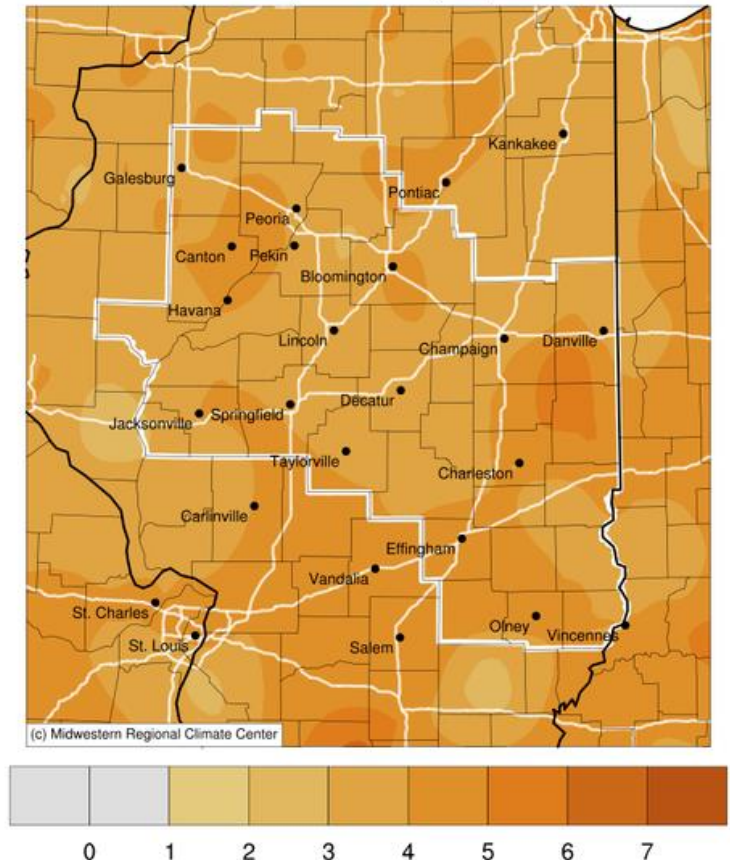 Kankakee
Galesburg
Pontiac
Peoria
Canton
Pekin
Bloomington
Havana
Lincoln
Champaign
Danville
Decatur
Jacksonville
Springfield
Taylorville
Charleston
Carlinville
Effingham
Vandalia
St. Charles
Olney
Vincennes
St. Louis
Salem
(c) Midwestern Regional Climate Center
0 1 2 3 4 5 6 7